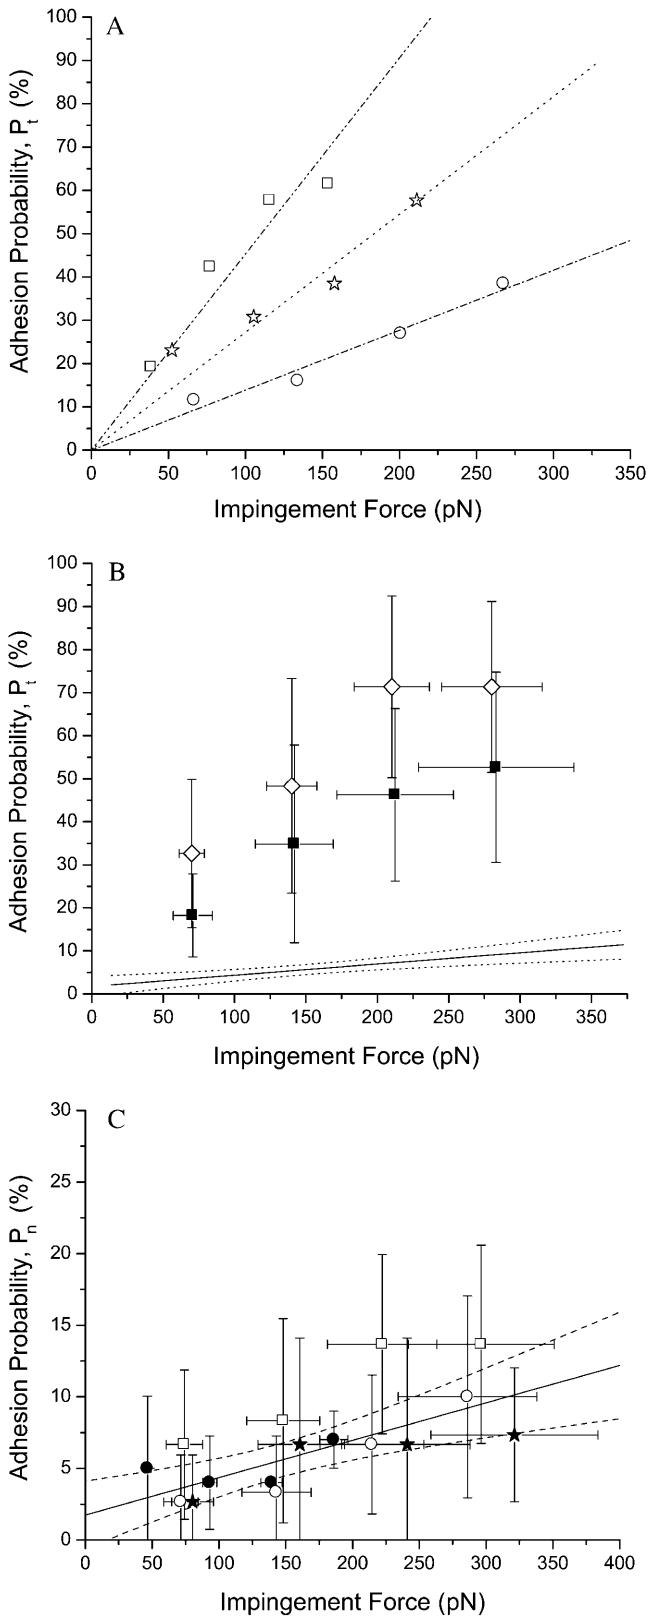 A
100
90
80
70
60
50
40
30
20
10
0
Adhesion Probability, Pt (%)
0 50 100 150 200 250 300 350
Impingement Force (pN)
B
100
90
80
70
60
50
40
30
20
10
0
Adhesion Probability, Pt (%)
0 50 100 150 200 250 300 350
Impingement Force (pN)
C
30
25
20
15
10
5
0
Adhesion Probability, Pn (%)
0 50 100 150 200 250 300 350 400
Impingement Force (pN)